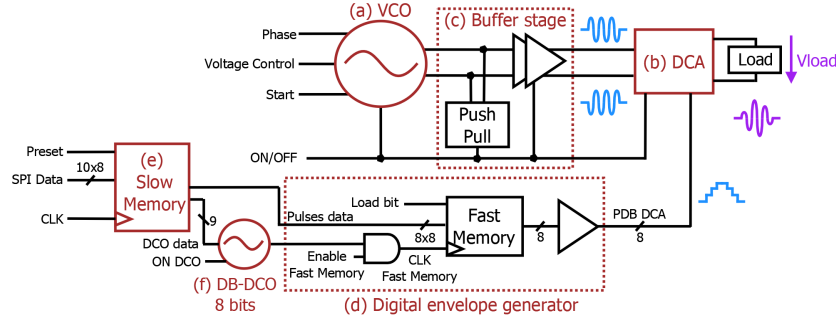 (a) VCO
(c) Buffer stage
Phase
Voltage Control
Start
(b) DCA
Load
Vload
Push
Pull
ON/OFF
Preset
SPI Data
10x8
CLK
(e)
Slow
Memory
9
DCO data
ON DCO
(f) DB-DCO
8 bits
Load bit
Pulses data
8x8
Fast
Memory
8
PDB DCA
8
Enable
Fast Memory
CLK
Fast Memory
(d) Digital envelope generator